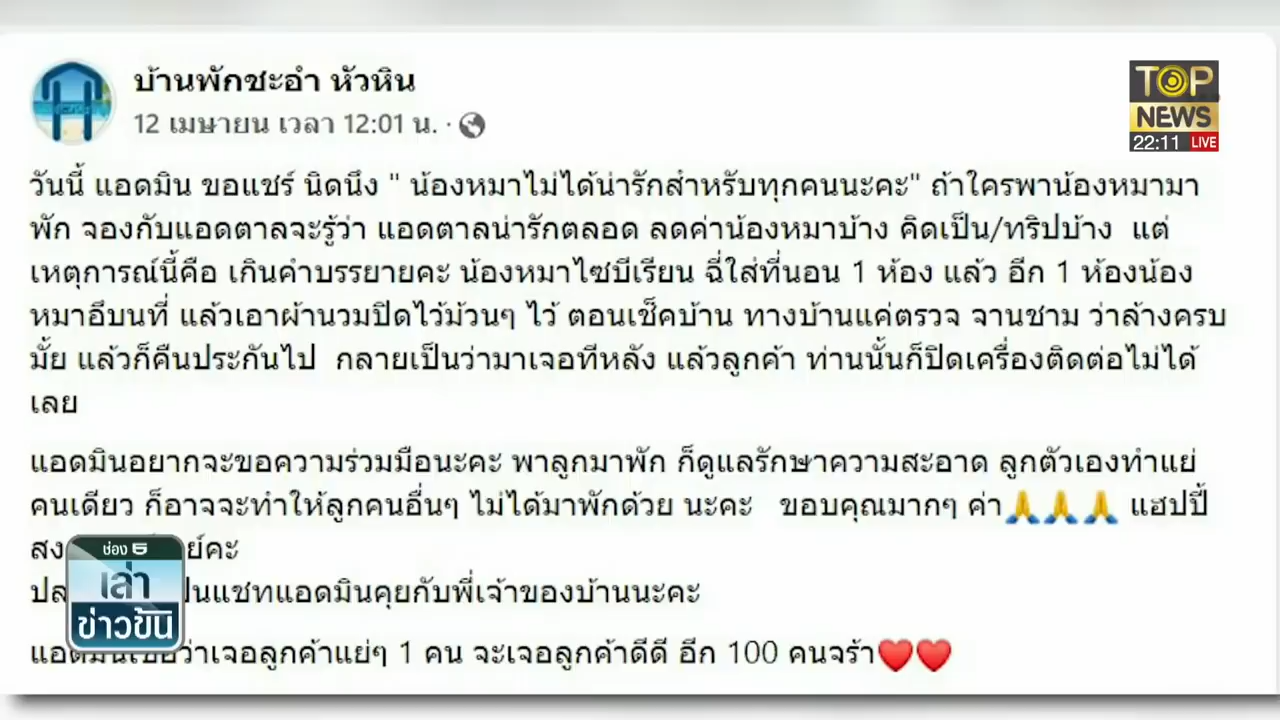 บ้านพักชะอำ หัวหิน
12 เมษายน เวลา 12:01 น. ·
TOP
NEWS
22:11 LIVE
วันนี้ แอดมิน ขอแชร์ นิดนึง " น้องหมาไม่ได้น่ารักสำหรับทุกคนนะคะ" ถ้าใครพาน้องหมามา
พัก จองกับแอดตาลจะรู้ว่า แอดตาลน่ารักตลอด ลดค่าน้องหมาบ้าง คิดเป็น/ทริปบ้าง แต่
เหตุการณ์นี้คือ เกินคำบรรยายคะ น้องหมาไซบีเรียน ฉี่ใส่ที่นอน 1 ห้อง แล้ว อีก 1 ห้องน้อง
หมาอึบนที่ แล้วเอาผ้านวมปิดไว้ม้วนๆ ไว้ ตอนเช็คบ้าน ทางบ้านแค่ตรวจ จานชาม ว่าล้างครบ
มั้ย แล้วก็คืนประกันไป กลายเป็นว่ามาเจอทีหลัง แล้วลูกค้า ท่านนั้นก็ปิดเครื่องติดต่อไม่ได้
เลย
แอดมินอยากจะขอความร่วมมือนะคะ พาลูกมาพัก ก็ดูแลรักษาความสะอาด ลูกตัวเองทำแย่
คนเดียว ก็อาจจะทำให้ลูกคนอื่นๆ ไม่ได้มาพักด้วย นะคะ ขอบคุณมากๆ ค่า🙏🙏🙏 แฮปปี้
สง ย์คะ
ปล ป็นแชทแอดมินคุยกับพี่เจ้าของบ้านนะคะ
แอดมินเชื่อว่าเจอลูกค้าแย่ๆ 1 คน จะเจอลูกค้าดีดี อีก 100 คนจร้า❤️❤️
ช่อง 5
เล่า
ข่าวข้น